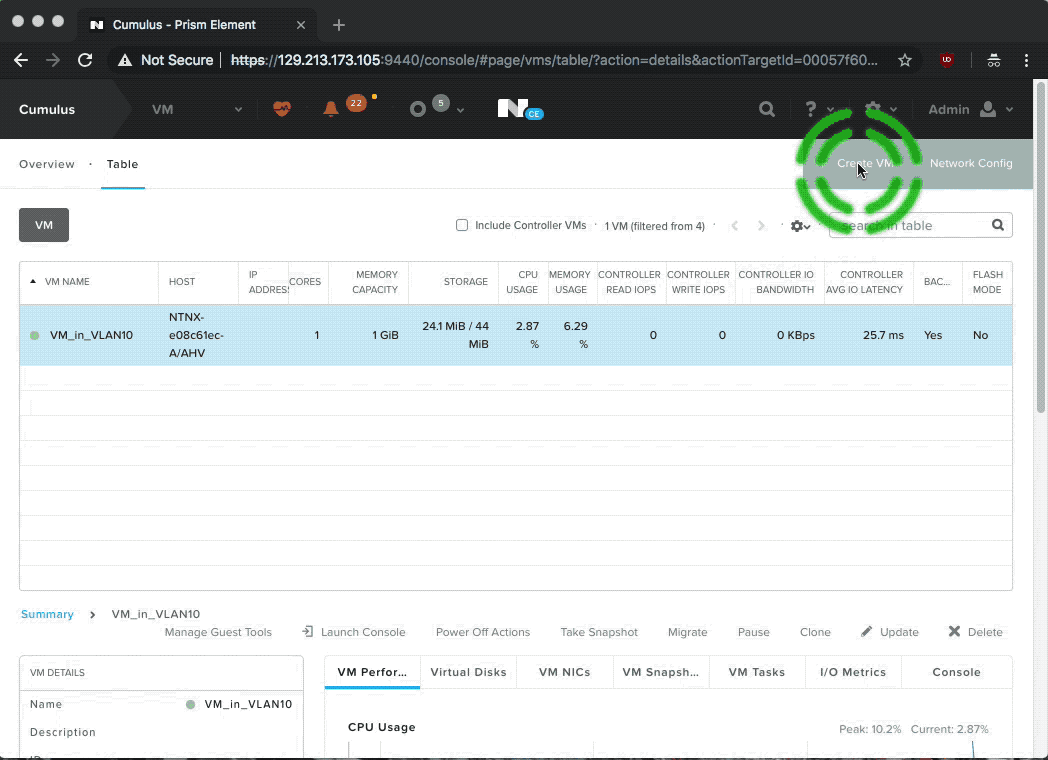 Cumulus - Prism Element
Not Secure https://129.213.173.105:9440/console/#page/vms/table/?action=details&actionTargetId=00057f60...
Cumulus VM 22 5 N CE ? Admin
Overview · Table Create VM Network Config
VM Include Controller VMs · 1 VM (filtered from 4) · search in table
VM NAME HOST IP ADDRESS CORES MEMORY CAPACITY STORAGE CPU USAGE MEMORY USAGE CONTROLLER READ IOPS CONTROLLER WRITE IOPS CONTROLLER IO BANDWIDTH CONTROLLER AVG IO LATENCY BAC... FLASH MODE
VM_in_VLAN10 NTNX-e08c61ec-A/AHV 1 1 GiB 24.1 MiB / 44 MiB 2.87 % 6.29 % 0 0 0 KBps 25.7 ms Yes No
Summary > VM_in_VLAN10
Manage Guest Tools Launch Console Power Off Actions Take Snapshot Migrate Pause Clone Update Delete
VM DETAILS VM Perfor... Virtual Disks VM NICs VM Snapsh... VM Tasks I/O Metrics Console
Name VM_in_VLAN10
CPU Usage Peak: 10.2% Current: 2.87%
Description